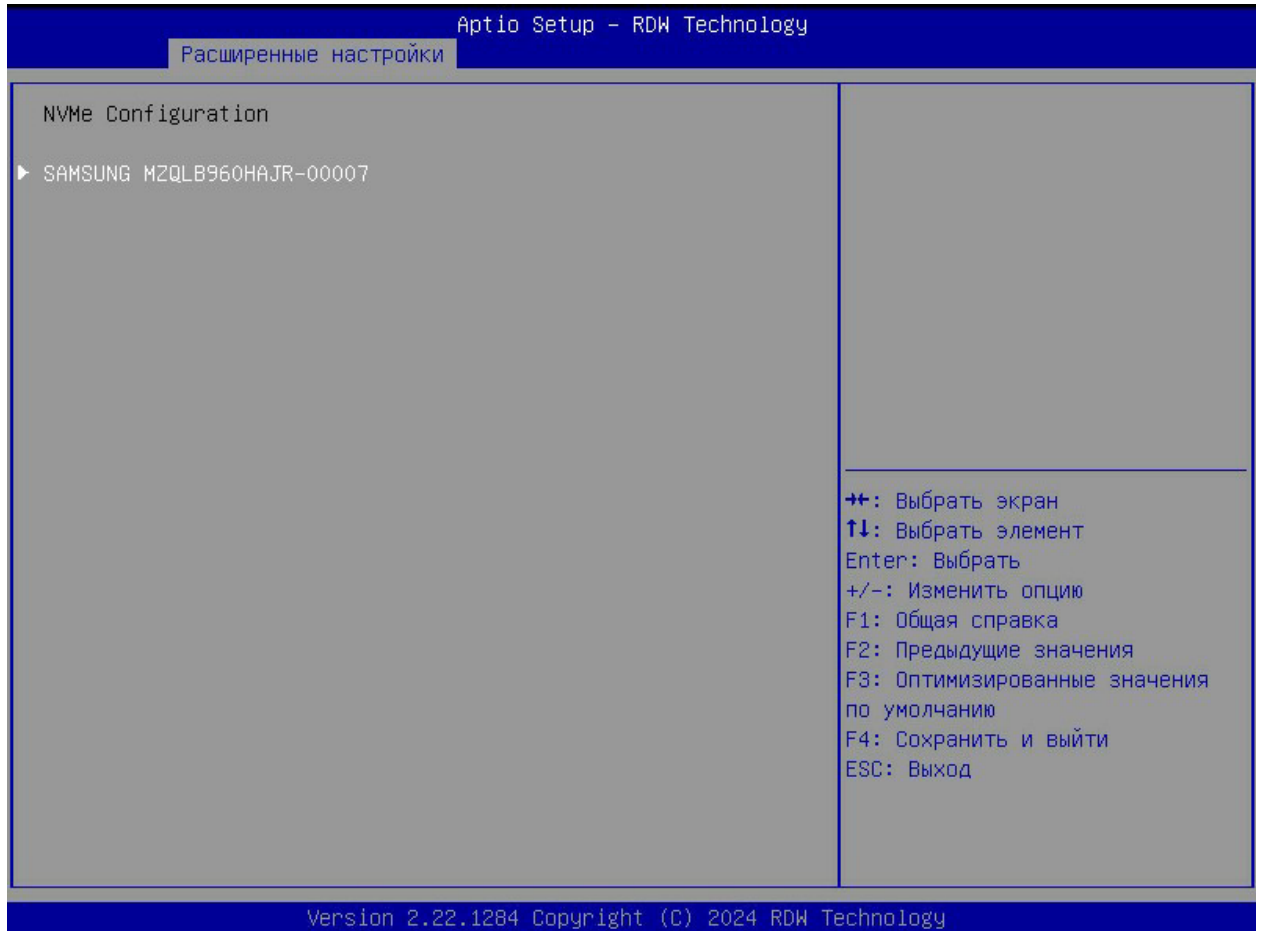 Aptio Setup – RDW Technology
Расширенные настройки
NVMe Configuration
▶ SAMSUNG MZQLB960HAJR-00007
→←: Выбрать экран
↑↓: Выбрать элемент
Enter: Выбрать
+/-: Изменить опцию
F1: Общая справка
F2: Предыдущие значения
F3: Оптимизированные значения
по умолчанию
F4: Сохранить и выйти
ESC: Выход
Version 2.22.1284 Copyright (C) 2024 RDW Technology